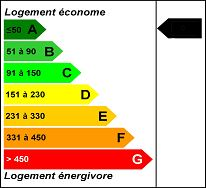 Logement économe
≤50 A
51 à 90 B
91 à 150 C
151 à 230 D
231 à 330 E
331 à 450 F
> 450 G
Logement énergivore